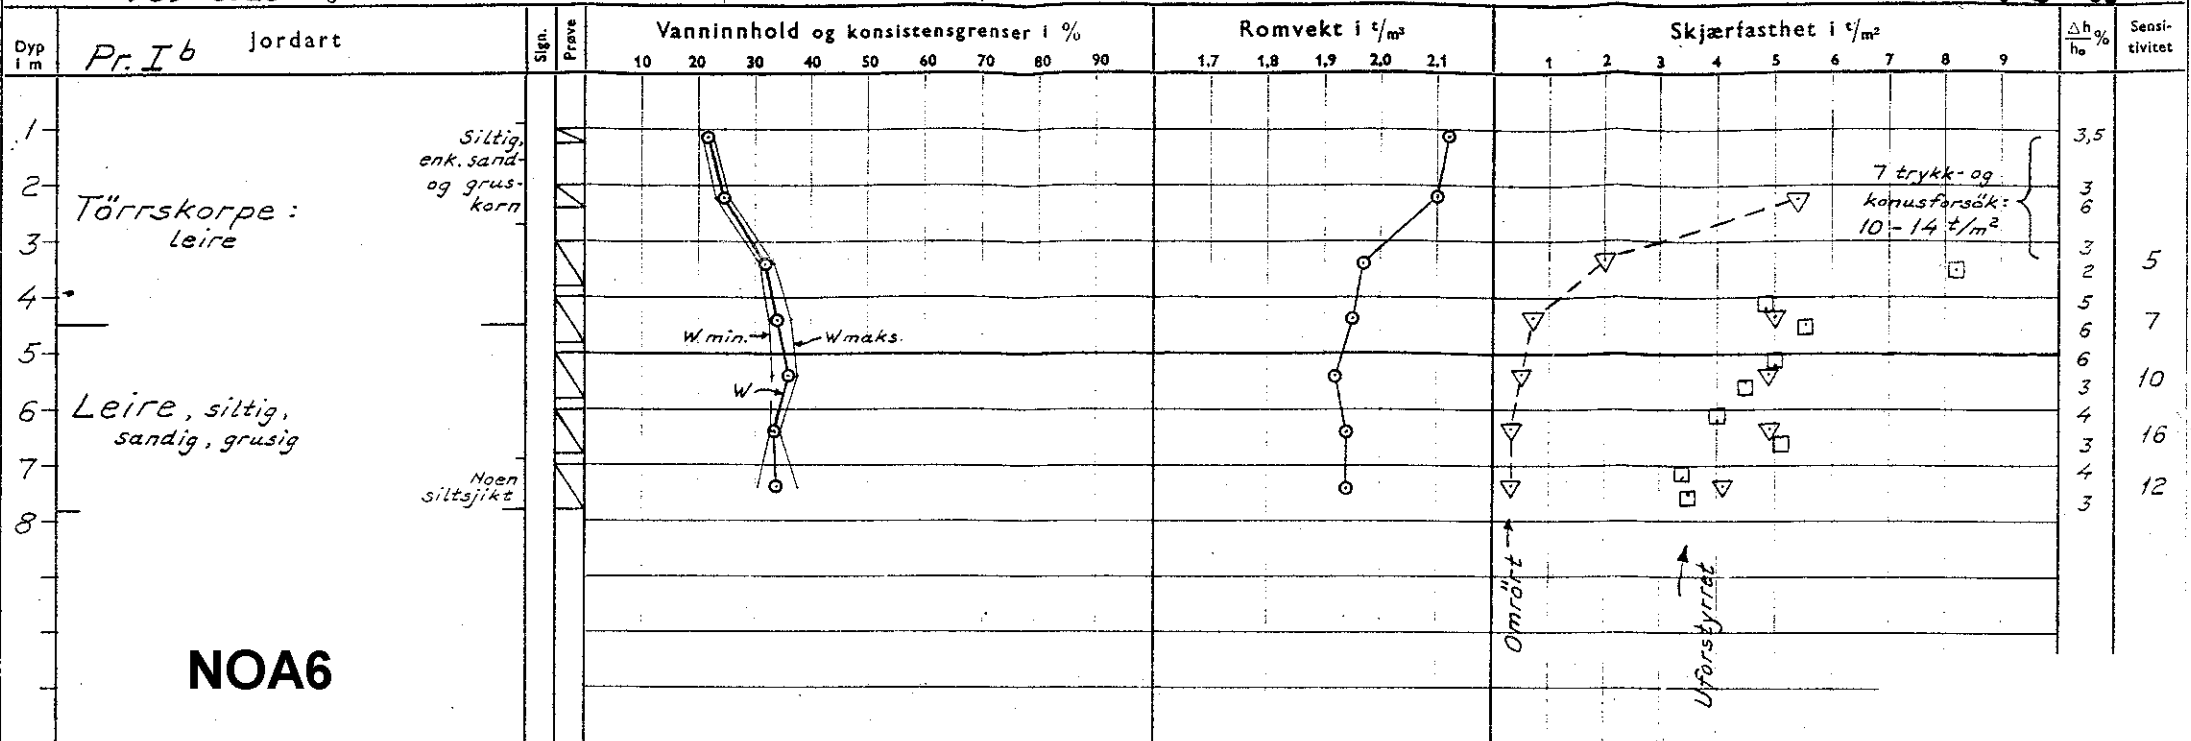 Dyp
i m
Pr. I b
Jordart
Sign.
Prøve
Vanninnhold og konsistensgrenser i %
10 20 30 40 50 60 70 80 90
Romvekt i t/m³
1,7 1,8 1,9 2,0 2,1
Skjærfasthet i t/m²
1 2 3 4 5 6 7 8 9
Δh
h₀ %
Sensi-
tivitet
1
2
3
4
5
6
7
8
Törrskorpe:
leire
Siltig,
enk. sand-
og grus-
korn
Leire, siltig,
sandig, grusig
Noen
siltsjikt
W min.
W maks.
W
7 trykk- og
konusforsök:
10 - 14 t/m²
Omrört
Uforstyrret
3,5
3
6
3
2
5
6
6
3
4
3
4
3
5
7
10
16
12
NOA6